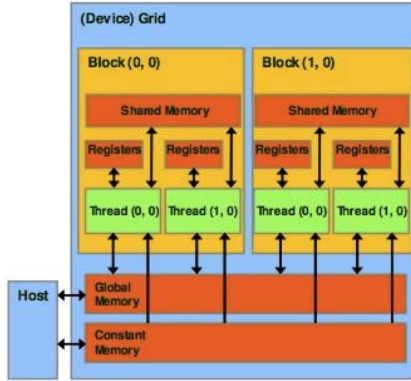 (Device) Grid
Block (0, 0)
Block (1, 0)
Shared Memory
Shared Memory
Registers
Registers
Registers
Registers
Thread (0, 0)
Thread (1, 0)
Thread (0, 0)
Thread (1, 0)
Host
Global
Memory
Constant
Memory